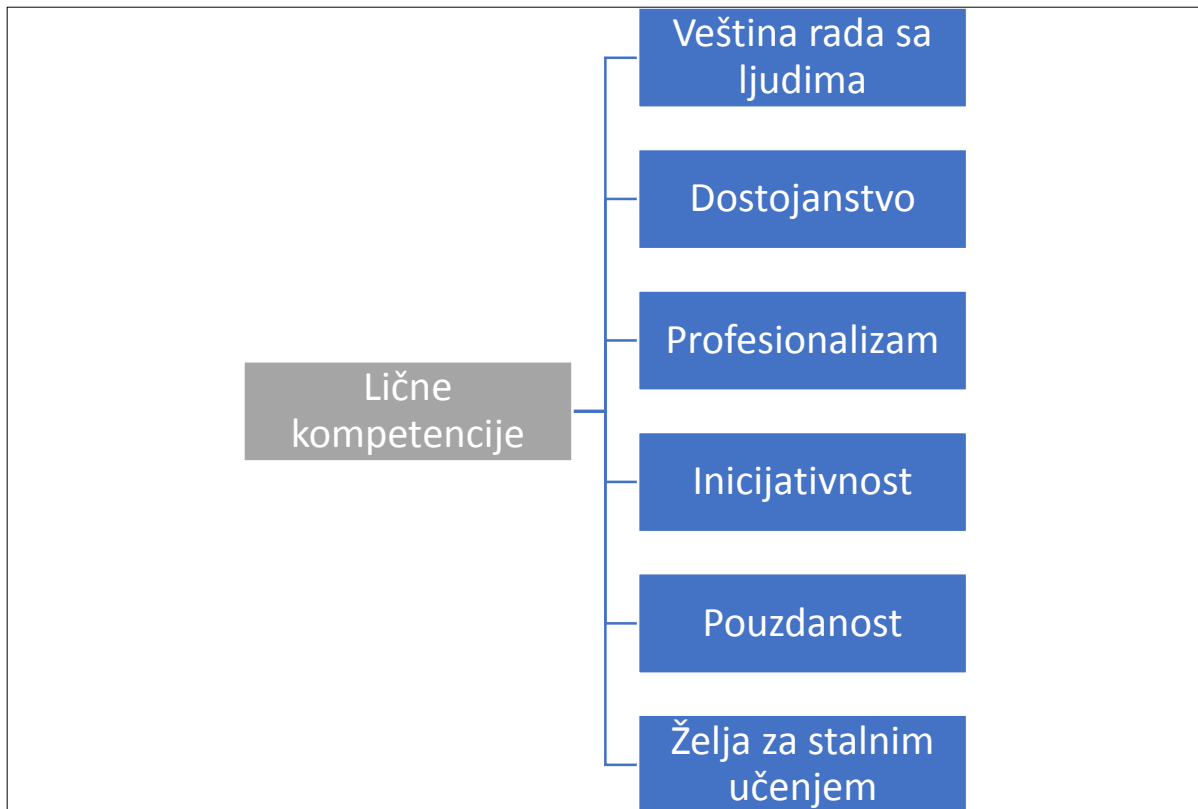 Veština rada sa
ljudima
Dostojanstvo
Profesionalizam
Lične
kompetencije
Inicijativnost
Pouzdanost
Želja za stalnim
učenjem